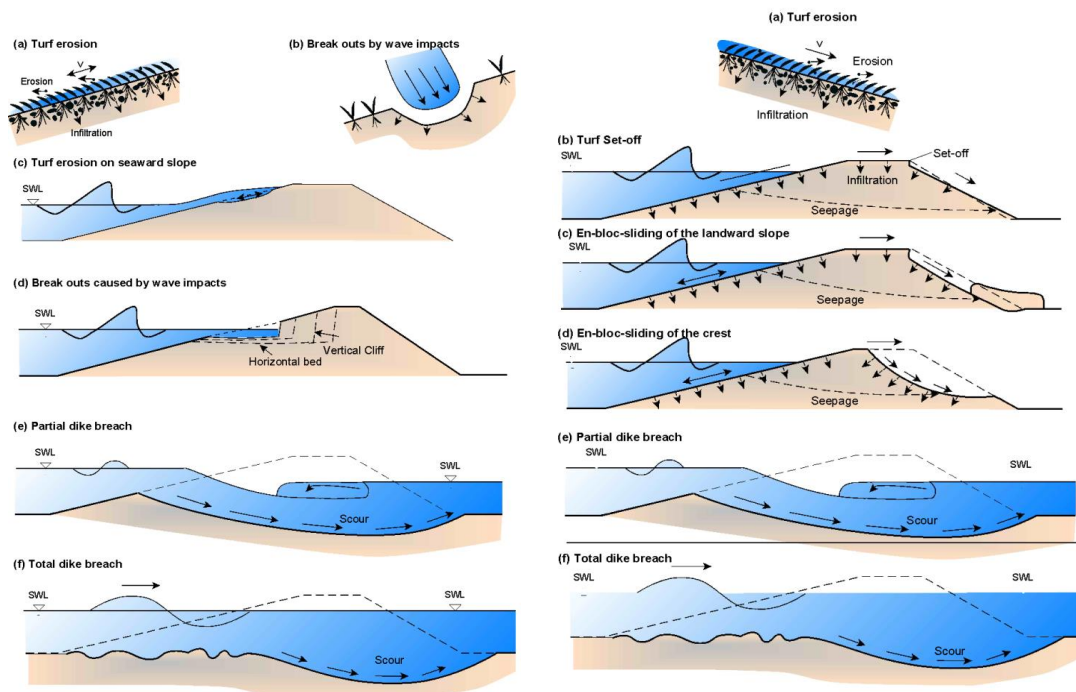 (a) Turf erosion
V
Erosion
Infiltration
(b) Break outs by wave impacts
(c) Turf erosion on seaward slope
SWL
(d) Break outs caused by wave impacts
SWL
Vertical Cliff
Horizontal bed
(e) Partial dike breach
SWL
SWL
Scour
(f) Total dike breach
SWL
SWL
Scour
(a) Turf erosion
V
Erosion
Infiltration
(b) Turf Set-off
SWL
Set-off
Infiltration
Seepage
(c) En-bloc-sliding of the landward slope
SWL
Seepage
(d) En-bloc-sliding of the crest
SWL
Seepage
(e) Partial dike breach
SWL
SWL
Scour
(f) Total dike breach
SWL
SWL
Scour